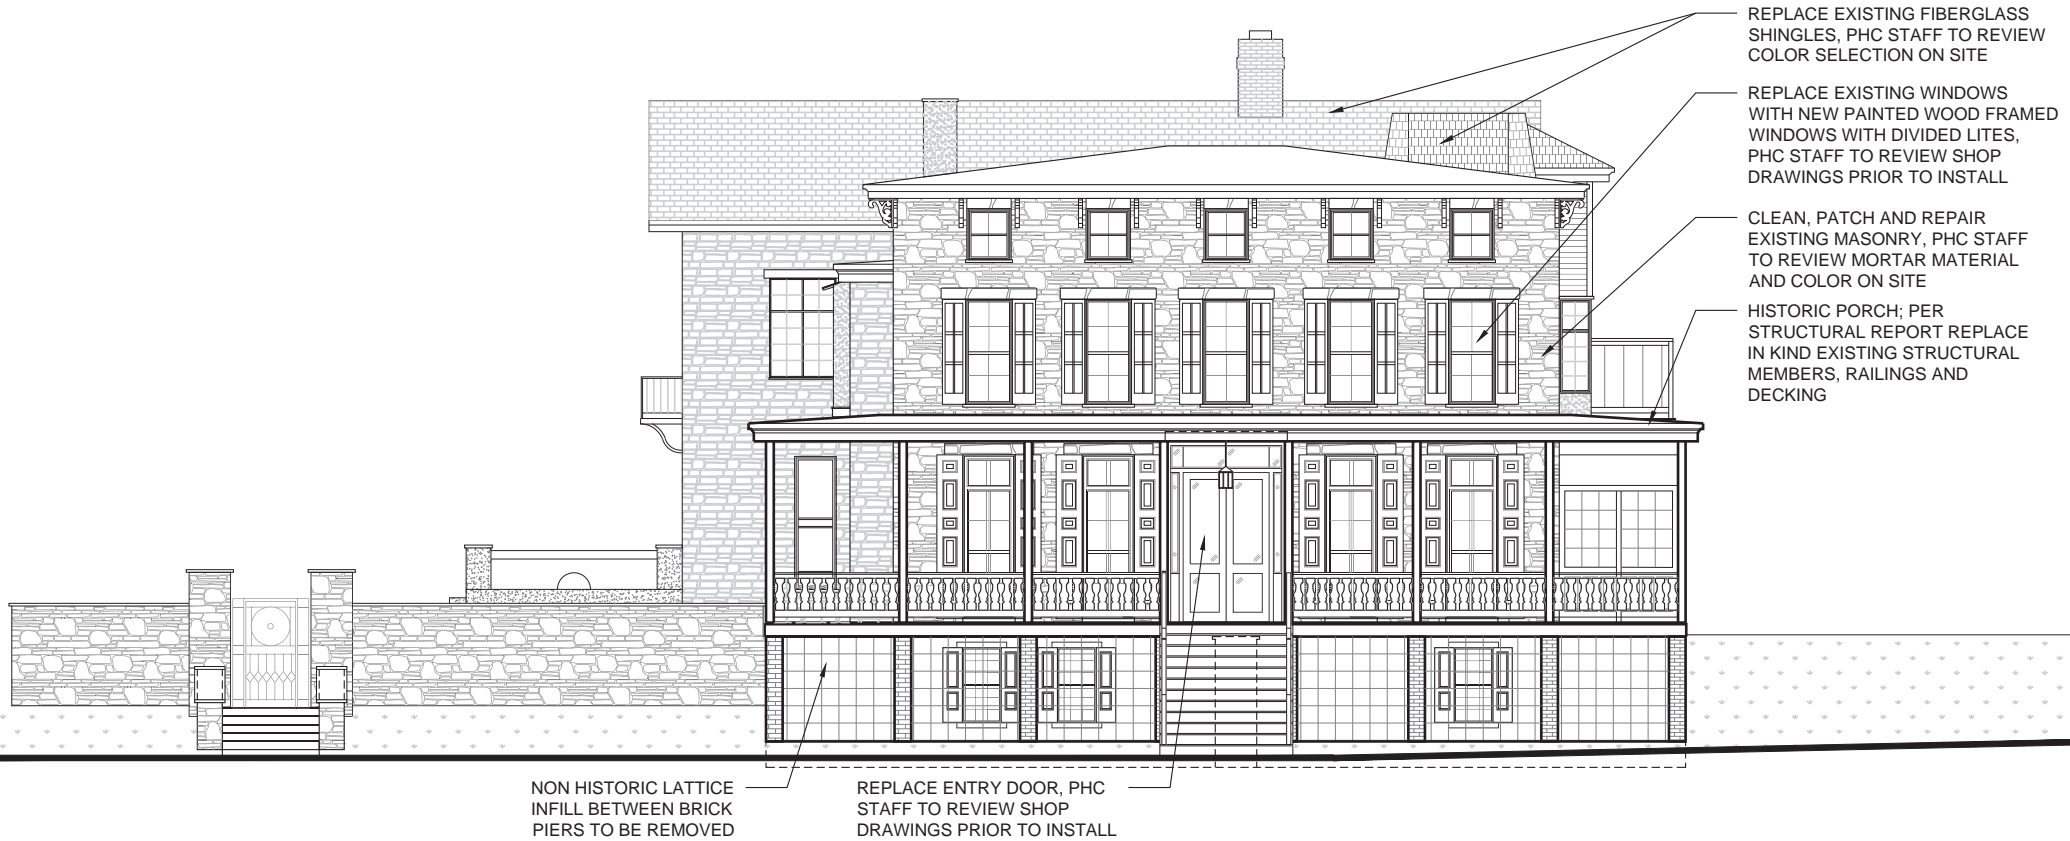 REPLACE EXISTING FIBERGLASS
SHINGLES, PHC STAFF TO REVIEW
COLOR SELECTION ON SITE
REPLACE EXISTING WINDOWS
WITH NEW PAINTED WOOD FRAMED
WINDOWS WITH DIVIDED LITES,
PHC STAFF TO REVIEW SHOP
DRAWINGS PRIOR TO INSTALL
CLEAN, PATCH AND REPAIR
EXISTING MASONRY, PHC STAFF
TO REVIEW MORTAR MATERIAL
AND COLOR ON SITE
HISTORIC PORCH; PER
STRUCTURAL REPORT REPLACE
IN KIND EXISTING STRUCTURAL
MEMBERS, RAILINGS AND
DECKING
NON HISTORIC LATTICE
INFILL BETWEEN BRICK
PIERS TO BE REMOVED
REPLACE ENTRY DOOR, PHC
STAFF TO REVIEW SHOP
DRAWINGS PRIOR TO INSTALL